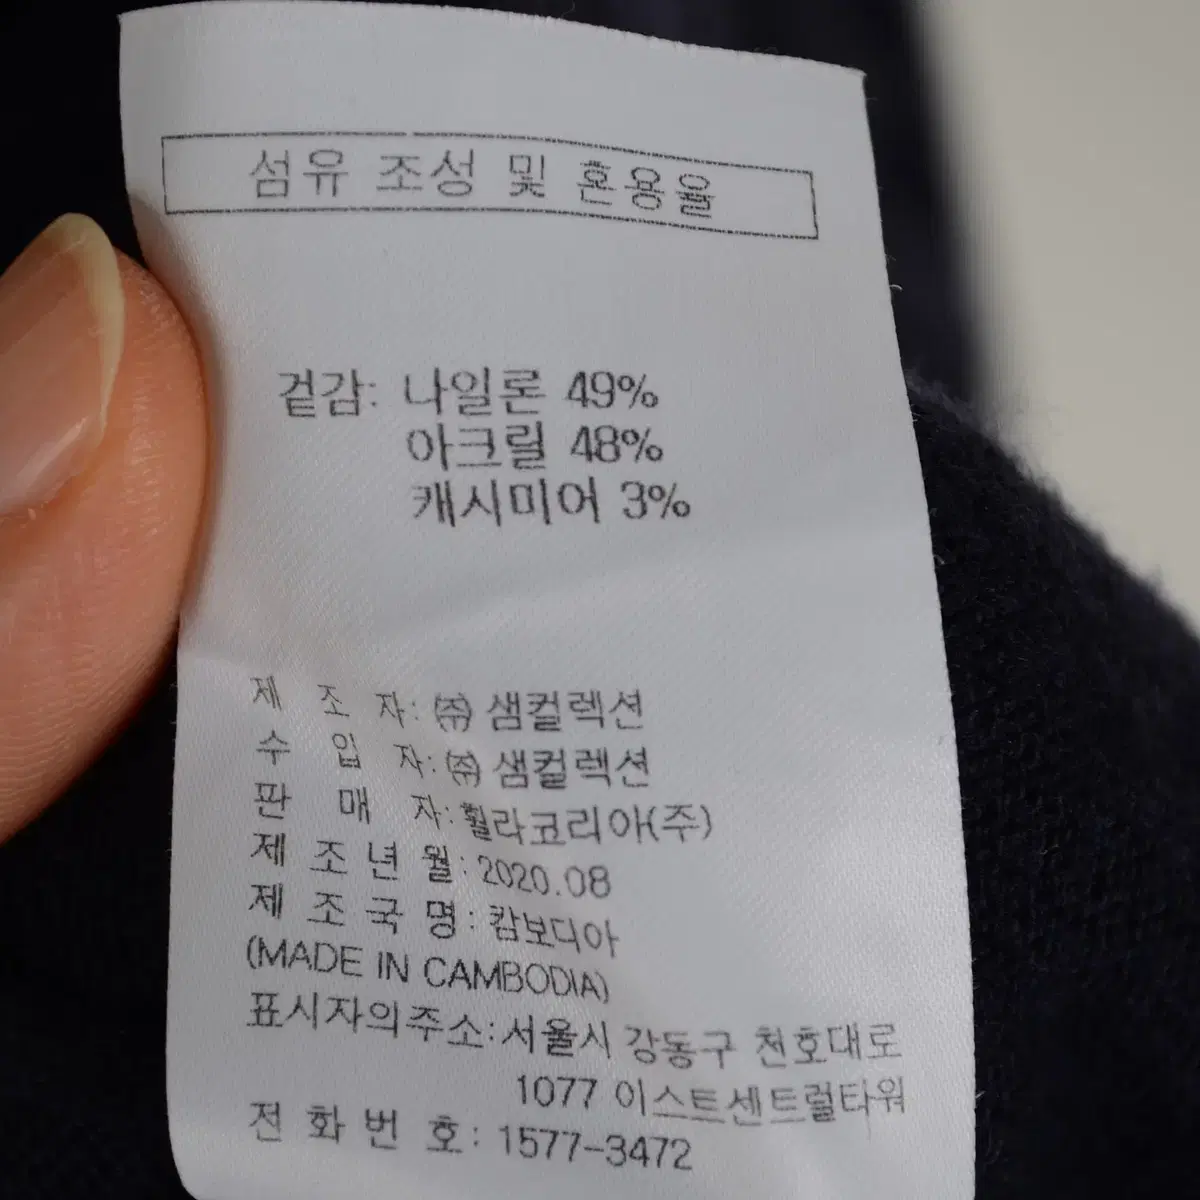 섬유 조성 및 혼용율
겉감: 나일론 49%
아크릴 48%
캐시미어 3%
제 조 자: ㈜ 샘컬렉션
수 입 자: ㈜ 샘컬렉션
판 매 자: 휠라코리아(주)
제 조 년 월: 2020.08
제 조 국 명: 캄보디아
(MADE IN CAMBODIA)
표시자의주소: 서울시 강동구 천호대로
1077 이스트센트럴타워
전 화 번 호: 1577-3472